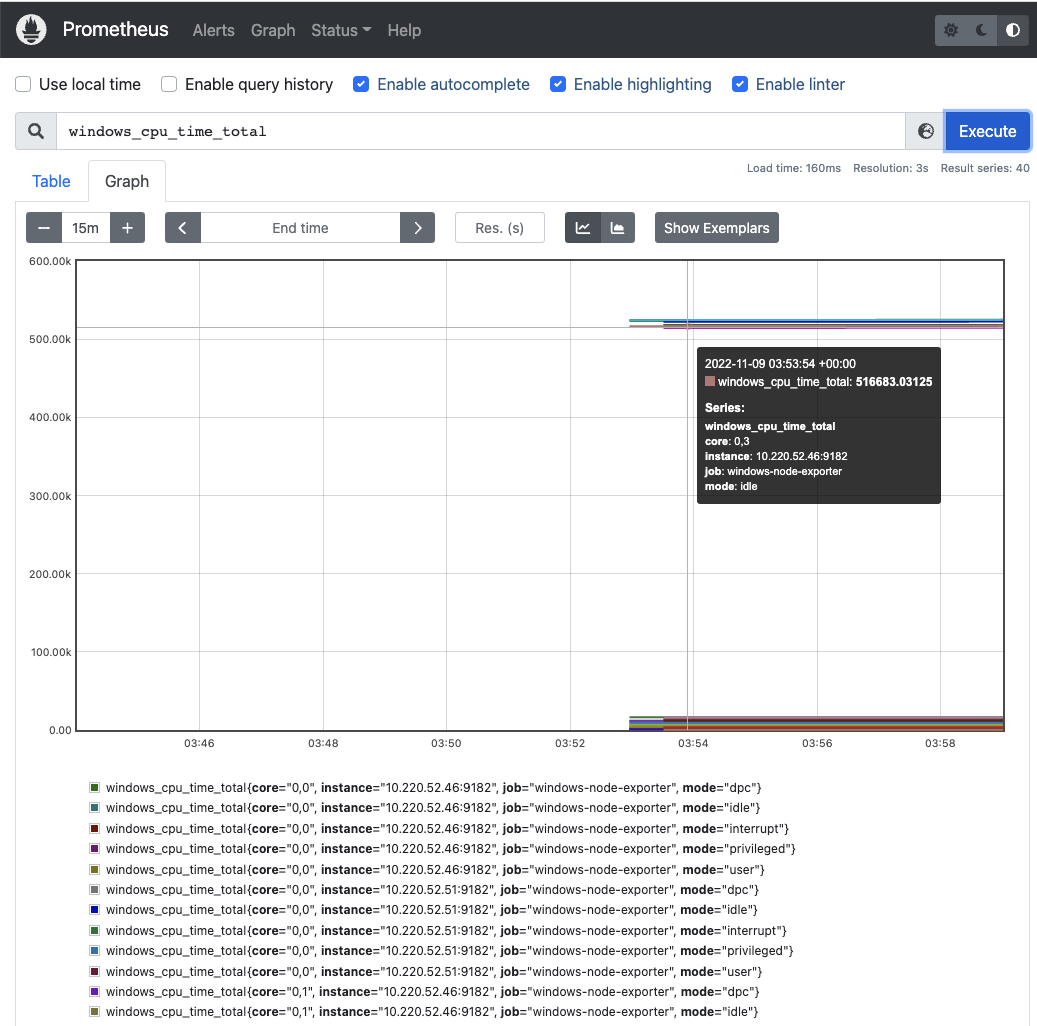 Prometheus Alerts Graph Status Help
Use local time Enable query history Enable autocomplete Enable highlighting Enable linter
windows_cpu_time_total Execute
Load time: 160ms Resolution: 3s Result series: 40
Table Graph
− 15m + End time Res. (s) Show Exemplars
600.00k
500.00k
400.00k
300.00k
200.00k
100.00k
0.00
2022-11-09 03:53:54 +00:00
windows_cpu_time_total: 516683.03125
Series:
windows_cpu_time_total
core: 0,3
instance: 10.220.52.46:9182
job: windows-node-exporter
mode: idle
03:46 03:48 03:50 03:52 03:54 03:56 03:58
windows_cpu_time_total{core="0,0", instance="10.220.52.46:9182", job="windows-node-exporter", mode="dpc"}
windows_cpu_time_total{core="0,0", instance="10.220.52.46:9182", job="windows-node-exporter", mode="idle"}
windows_cpu_time_total{core="0,0", instance="10.220.52.46:9182", job="windows-node-exporter", mode="interrupt"}
windows_cpu_time_total{core="0,0", instance="10.220.52.46:9182", job="windows-node-exporter", mode="privileged"}
windows_cpu_time_total{core="0,0", instance="10.220.52.46:9182", job="windows-node-exporter", mode="user"}
windows_cpu_time_total{core="0,0", instance="10.220.52.51:9182", job="windows-node-exporter", mode="dpc"}
windows_cpu_time_total{core="0,0", instance="10.220.52.51:9182", job="windows-node-exporter", mode="idle"}
windows_cpu_time_total{core="0,0", instance="10.220.52.51:9182", job="windows-node-exporter", mode="interrupt"}
windows_cpu_time_total{core="0,0", instance="10.220.52.51:9182", job="windows-node-exporter", mode="privileged"}
windows_cpu_time_total{core="0,0", instance="10.220.52.51:9182", job="windows-node-exporter", mode="user"}
windows_cpu_time_total{core="0,1", instance="10.220.52.46:9182", job="windows-node-exporter", mode="dpc"}
windows_cpu_time_total{core="0,1", instance="10.220.52.46:9182", job="windows-node-exporter", mode="idle"}